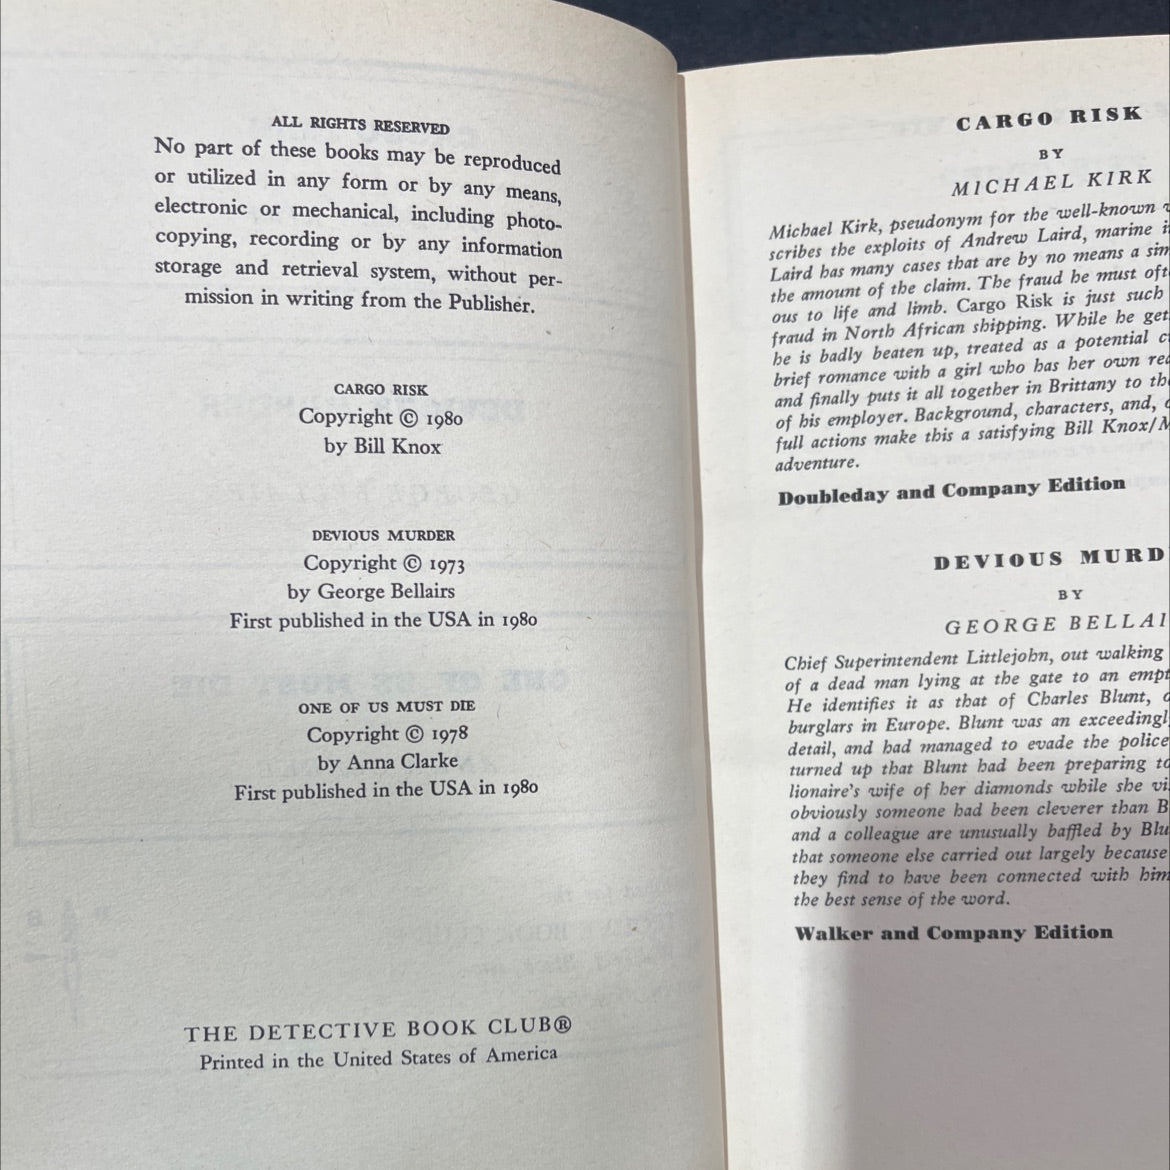 ALL RIGHTS RESERVED
No part of these books may be reproduced
or utilized in any form or by any means,
electronic or mechanical, including photo-
copying, recording or by any information
storage and retrieval system, without per-
mission in writing from the Publisher.
CARGO RISK
Copyright © 1980
by Bill Knox
DEVIOUS MURDER
Copyright © 1973
by George Bellairs
First published in the USA in 1980
ONE OF US MUST DIE
Copyright © 1978
by Anna Clarke
First published in the USA in 1980
THE DETECTIVE BOOK CLUB®
Printed in the United States of America
CARGO RISK
BY
MICHAEL KIRK
Michael Kirk, pseudonym for the well-known
scribes the exploits of Andrew Laird, marine
Laird has many cases that are by no means a
the amount of the claim. The fraud he must
ous to life and limb. Cargo Risk is just such
fraud in North African shipping. While he
he is badly beaten up, treated as a potential
brief romance with a girl who has her own
and finally puts it all together in Brittany to
of his employer. Background, characters, and,
full actions make this a satisfying Bill Knox/
adventure.
Doubleday and Company Edition
DEVIOUS MURD
BY
GEORGE BELLAI
Chief Superintendent Littlejohn, out walking
of a dead man lying at the gate to an
He identifies it as that of Charles Blunt,
burglars in Europe. Blunt was an exceedingl
detail, and had managed to evade the police
turned up that Blunt had been preparing
lionaire's wife of her diamonds while she
obviously someone had been cleverer than B
and a colleague are unusually baffled by Blu
that someone else carried out largely because
they find to have been connected with him
the best sense of the word.
Walker and Company Edition